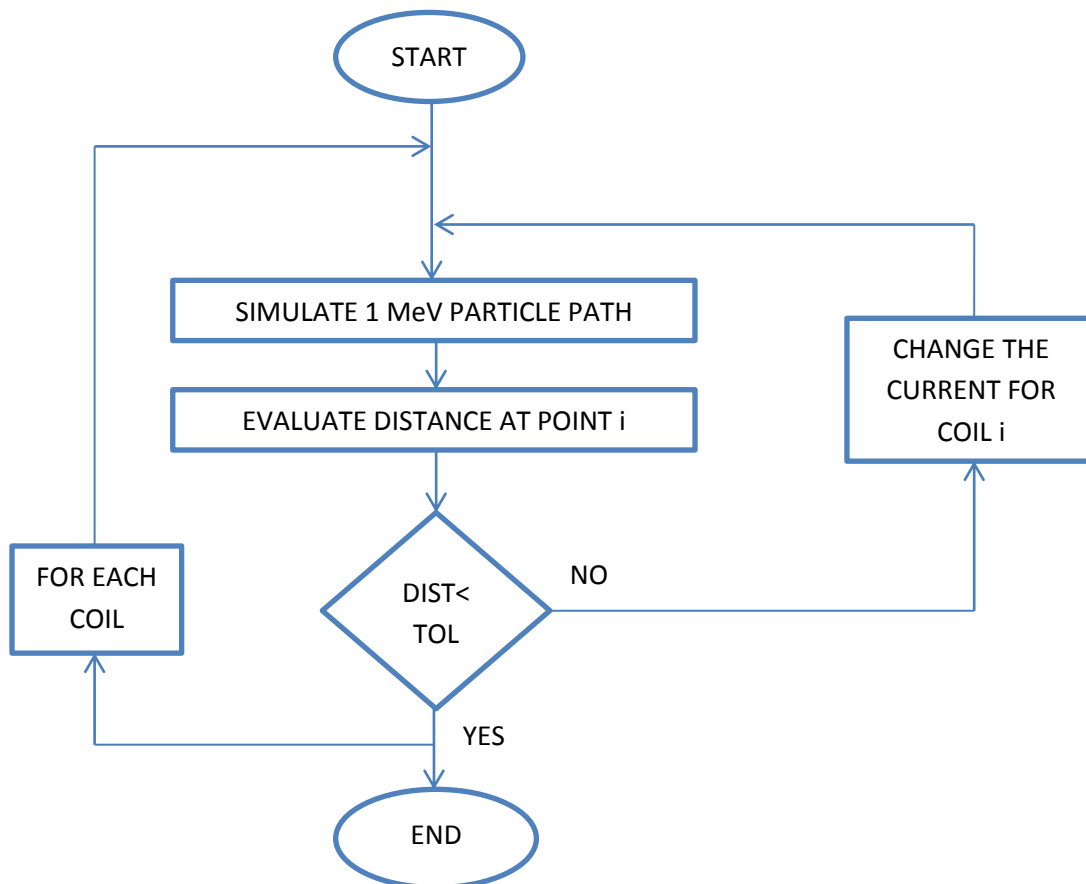 START
SIMULATE 1 MeV PARTICLE PATH
EVALUATE DISTANCE AT POINT i
CHANGE THE
CURRENT FOR
COIL i
FOR EACH
COIL
DIST<
TOL
NO
YES
END